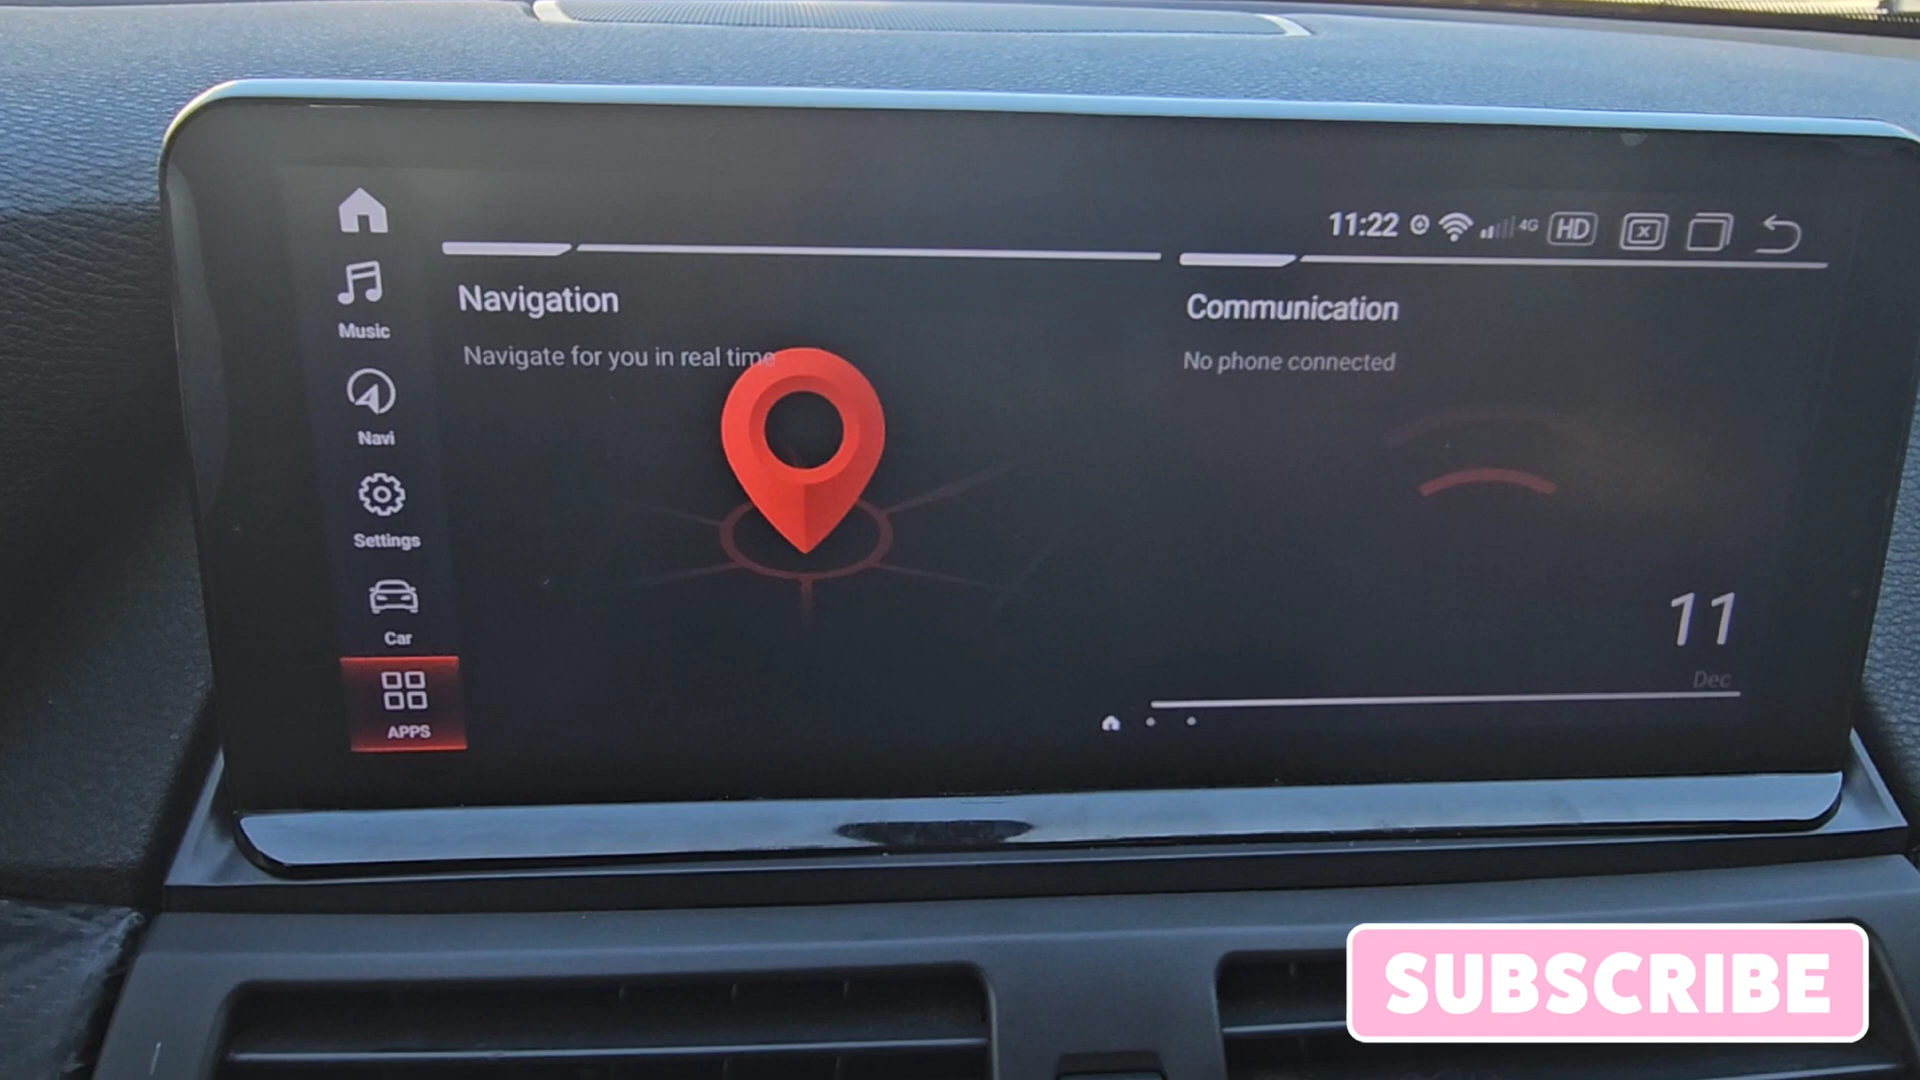 11:22
4G
HD
Music
Navi
Settings
Car
APPS
Navigation
Navigate for you in real time
Communication
No phone connected
11
Dec
SUBSCRIBE